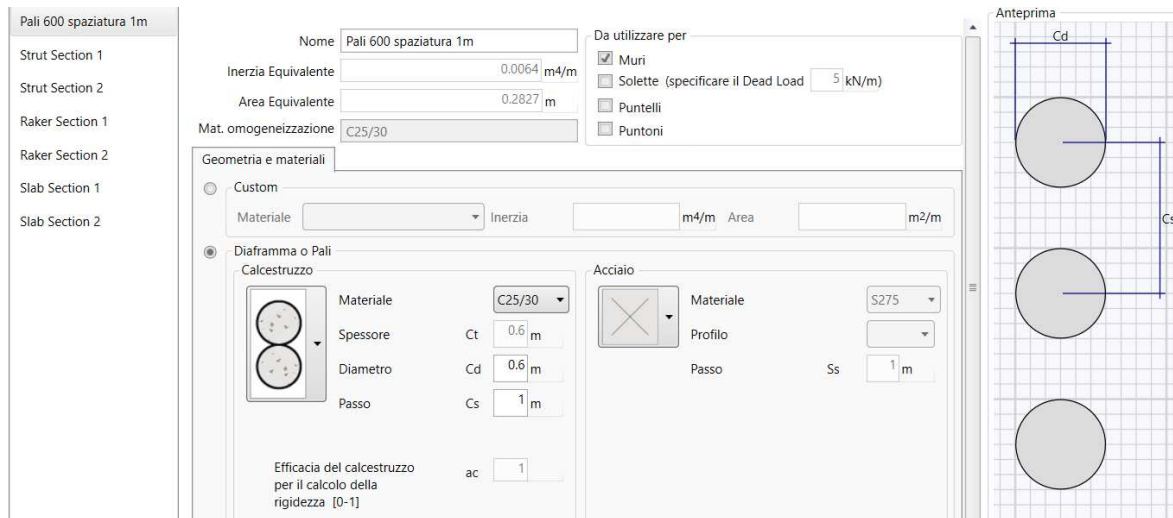 Pali 600 spaziatura 1m
Strut Section 1
Strut Section 2
Raker Section 1
Raker Section 2
Slab Section 1
Slab Section 2
Nome Pali 600 spaziatura 1m
Inerzia Equivalente 0.0064 m4/m
Area Equivalente 0.2827 m
Mat. omogeneizzazione C25/30
Da utilizzare per
Muri
Solette (specificare il Dead Load 5 kN/m)
Puntelli
Puntoni
Geometria e materiali
Custom
Materiale Inerzia m4/m Area m2/m
Diaframma o Pali
Calcestruzzo
Materiale C25/30
Spessore Ct 0.6 m
Diametro Cd 0.6 m
Passo Cs 1 m
Efficacia del calcestruzzo
per il calcolo della
rigidezza [0-1]
ac 1
Acciaio
Materiale S275
Profilo
Passo Ss 1 m
Anteprima
Cd
Cs